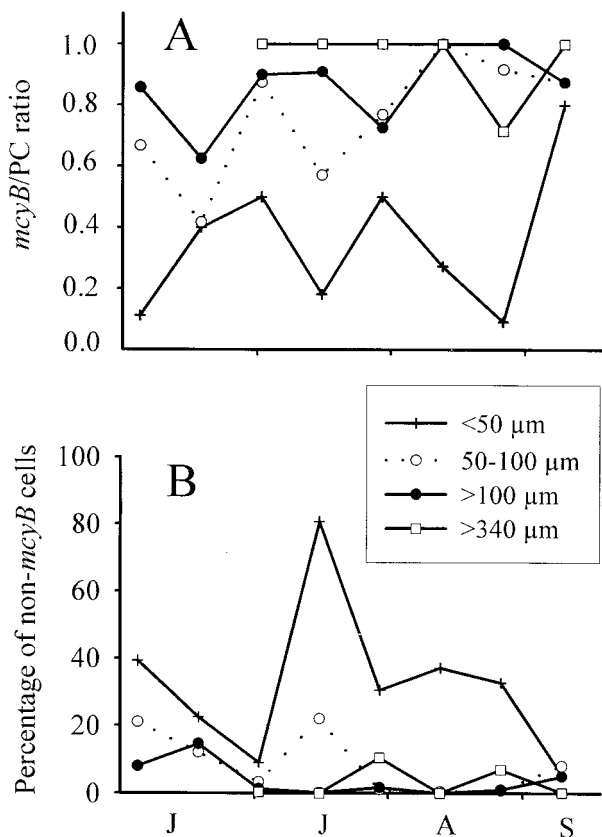 A
mcyB/PC ratio
1.0
0.8
0.6
0.4
0.2
0.0
<50 µm
50-100 µm
>100 µm
>340 µm
B
Percentage of non-mcyB cells
100
80
60
40
20
0
J J A S